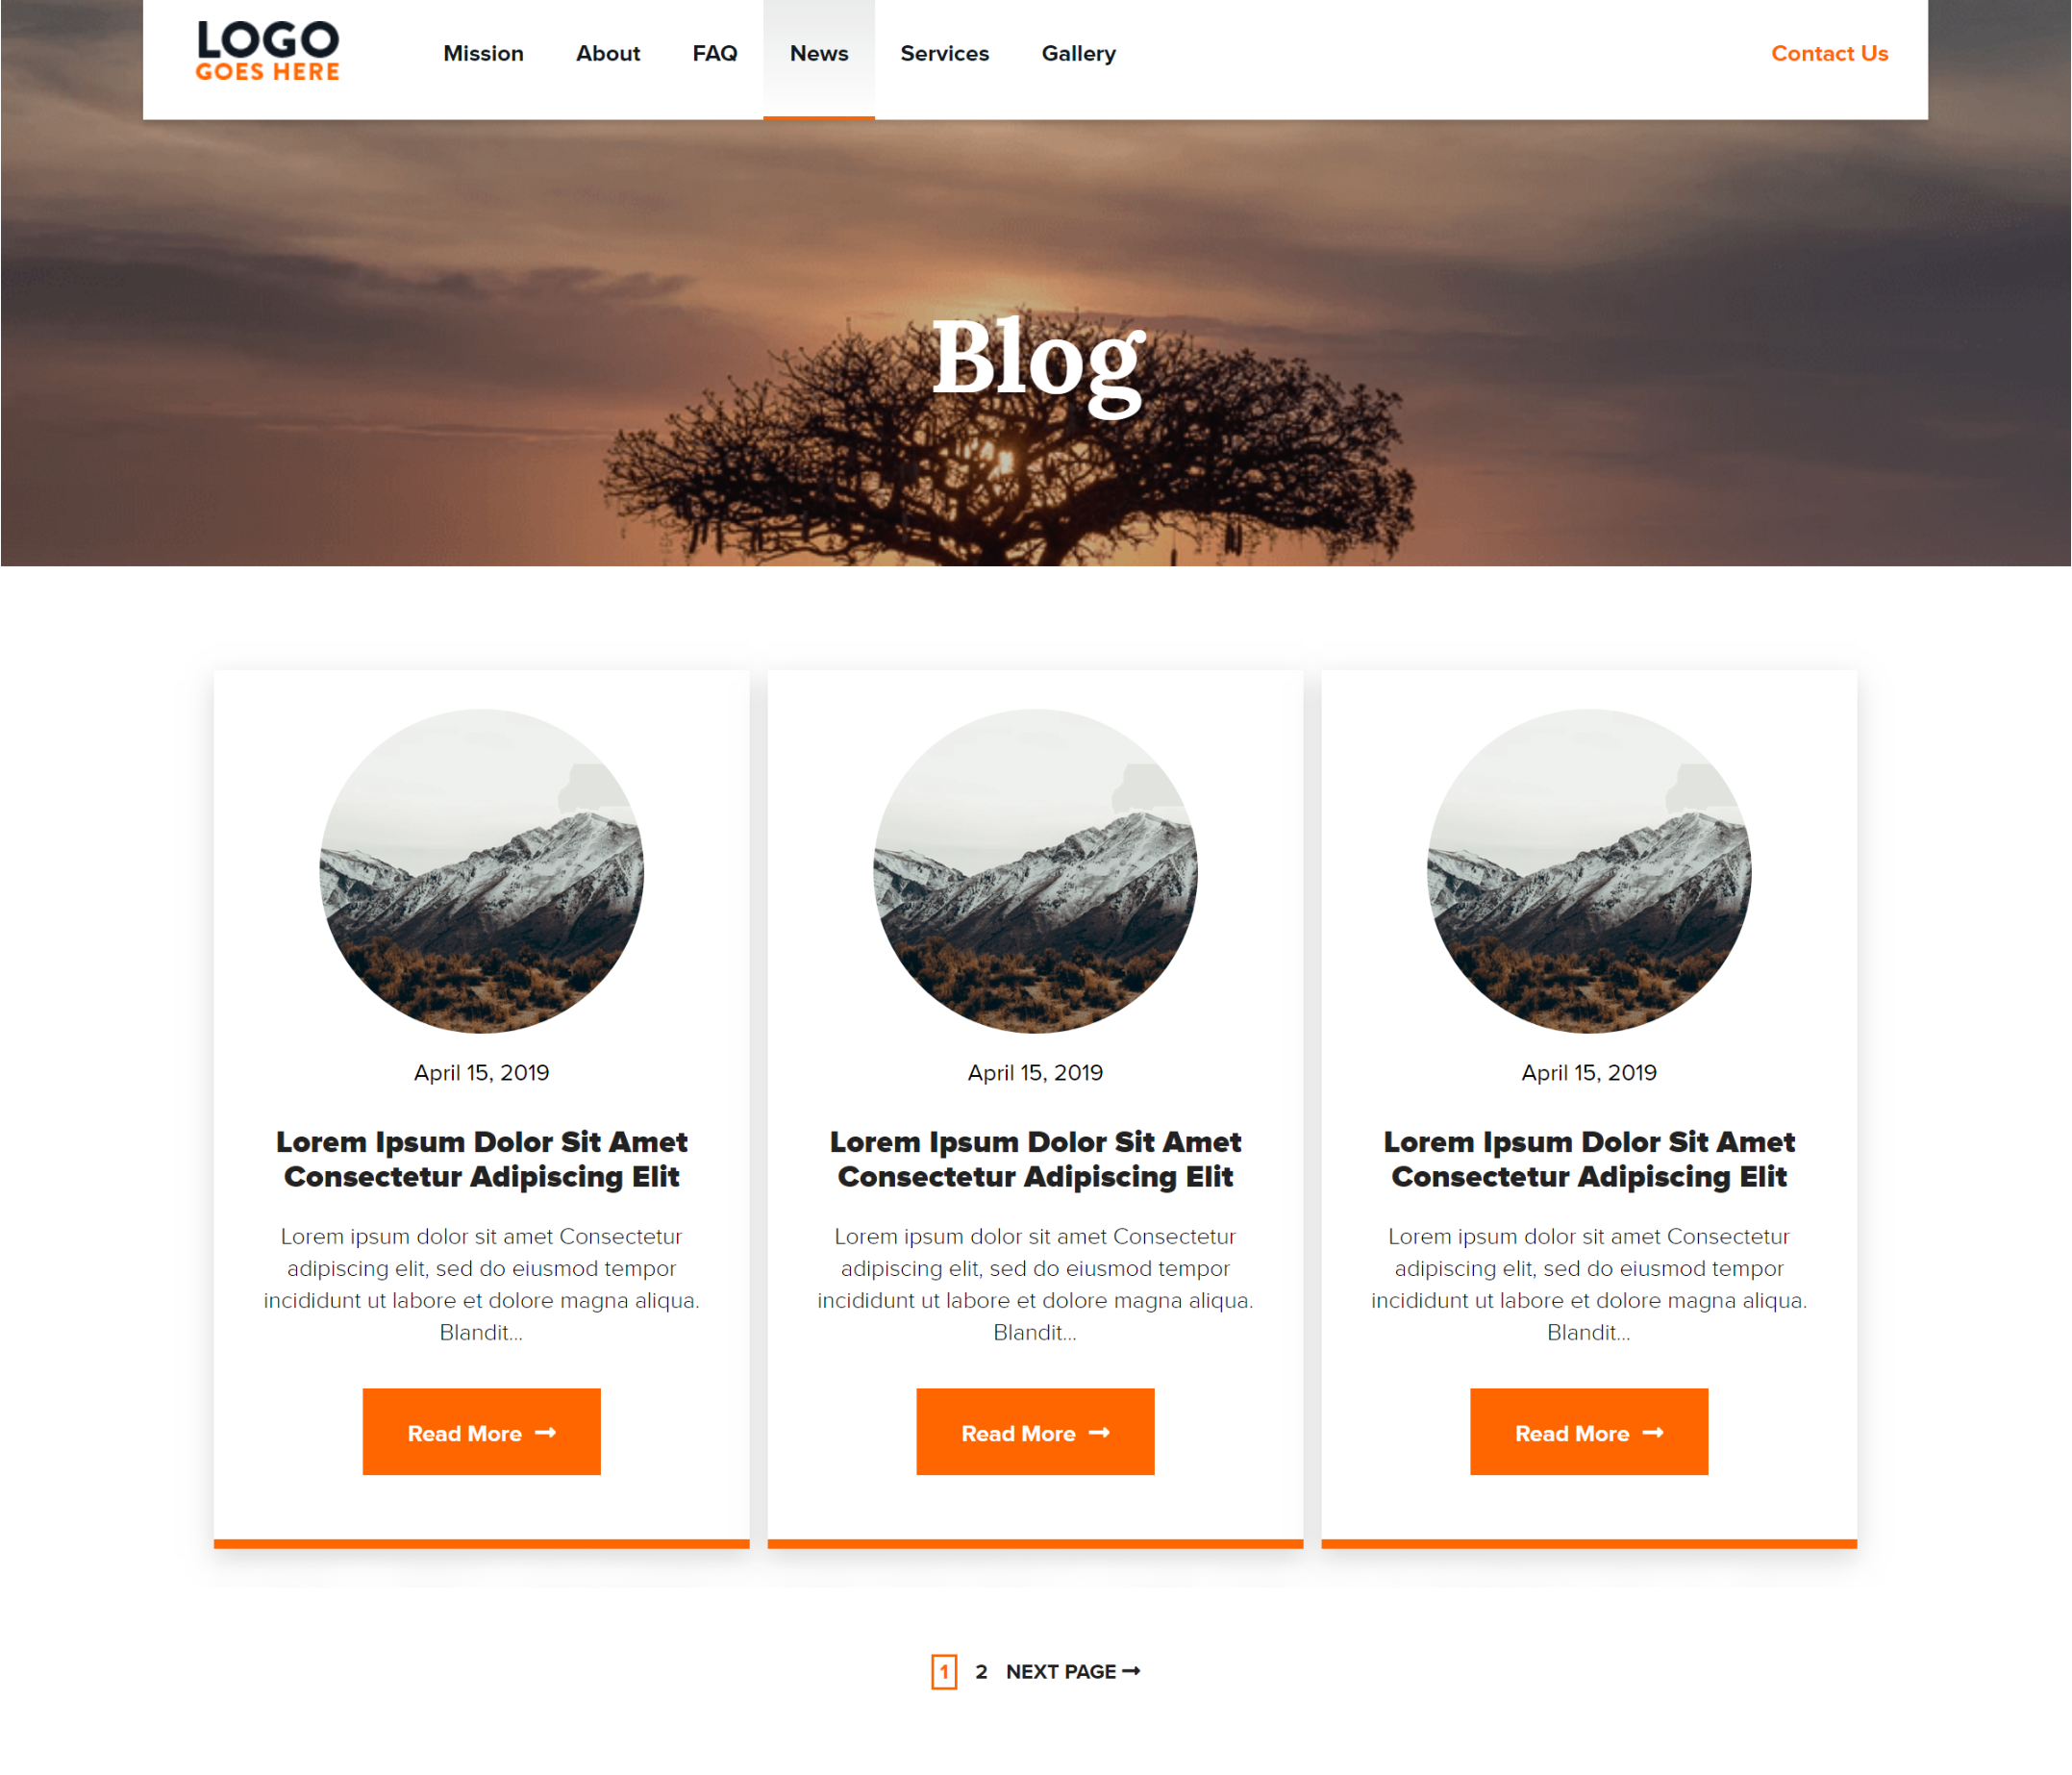 LOGO
GOES HERE
Mission About FAQ News Services Gallery Contact Us
Blog
April 15, 2019
Lorem Ipsum Dolor Sit Amet
Consectetur Adipiscing Elit
Lorem ipsum dolor sit amet Consectetur
adipiscing elit, sed do eiusmod tempor
incididunt ut labore et dolore magna aliqua.
Blandit...
Read More →
April 15, 2019
Lorem Ipsum Dolor Sit Amet
Consectetur Adipiscing Elit
Lorem ipsum dolor sit amet Consectetur
adipiscing elit, sed do eiusmod tempor
incididunt ut labore et dolore magna aliqua.
Blandit...
Read More →
April 15, 2019
Lorem Ipsum Dolor Sit Amet
Consectetur Adipiscing Elit
Lorem ipsum dolor sit amet Consectetur
adipiscing elit, sed do eiusmod tempor
incididunt ut labore et dolore magna aliqua.
Blandit...
Read More →
1 2 NEXT PAGE →